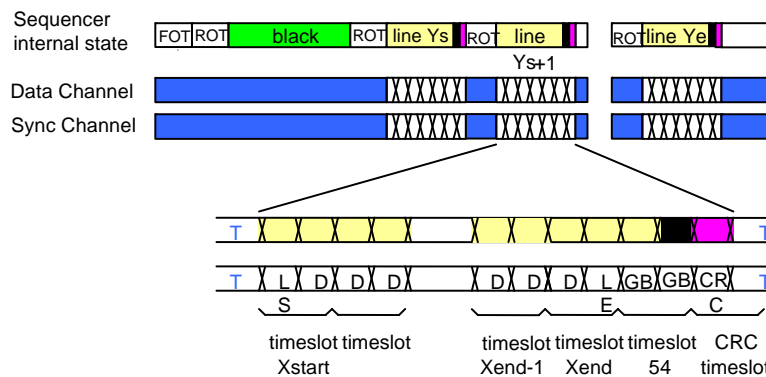 Sequencer
internal state
FOT ROT black ROT line Ys ROT line ROT line Ye
Ys+1
Data Channel
Sync Channel
T T
T L D D D D D D L GB GB CR T
S E C
timeslot timeslot timeslot timeslot timeslot CRC
Xstart Xend-1 Xend 54 timeslot